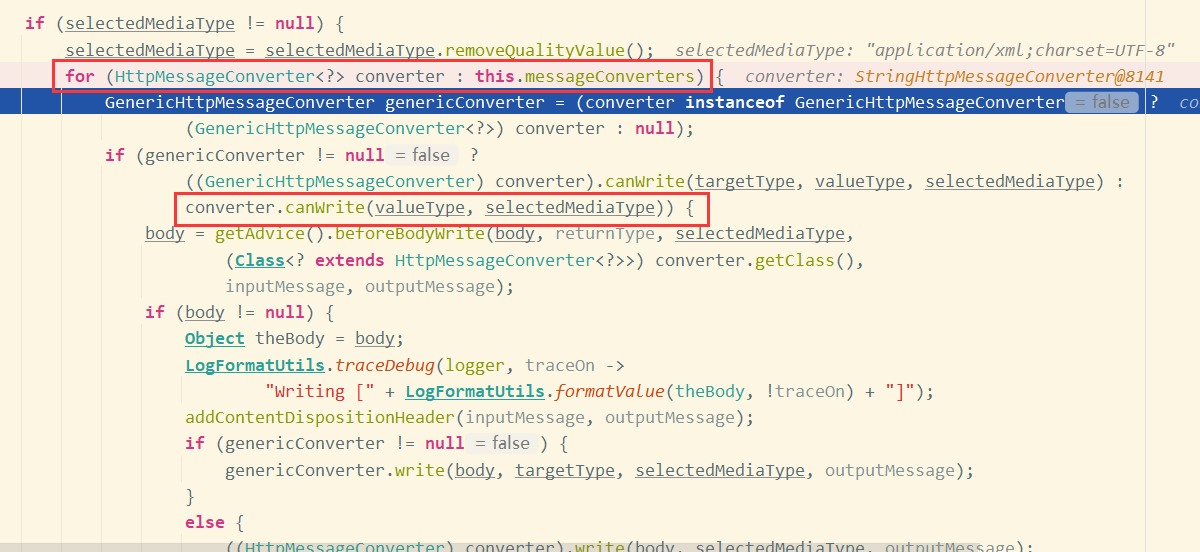 if (selectedMediaType != null) {
selectedMediaType = selectedMediaType.removeQualityValue(); selectedMediaType: "application/xml;charset=UTF-8"
for (HttpMessageConverter<?> converter : this.messageConverters) { converter: StringHttpMessageConverter@8141
GenericHttpMessageConverter genericConverter = (converter instanceof GenericHttpMessageConverter = false ? co
(GenericHttpMessageConverter<?>) converter : null);
if (genericConverter != null = false ?
((GenericHttpMessageConverter) converter).canWrite(targetType, valueType, selectedMediaType) :
converter.canWrite(valueType, selectedMediaType)) {
body = getAdvice().beforeBodyWrite(body, returnType, selectedMediaType,
(Class<? extends HttpMessageConverter<?>>) converter.getClass(),
inputMessage, outputMessage);
if (body != null) {
Object theBody = body;
LogFormatUtils.traceDebug(logger, traceOn ->
"Writing [" + LogFormatUtils.formatValue(theBody, !traceOn) + "]");
addContentDispositionHeader(inputMessage, outputMessage);
if (genericConverter != null = false ) {
genericConverter.write(body, targetType, selectedMediaType, outputMessage);
}
else {
((HttpMessageConverter) converter).write(body, selectedMediaType, outputMessage);